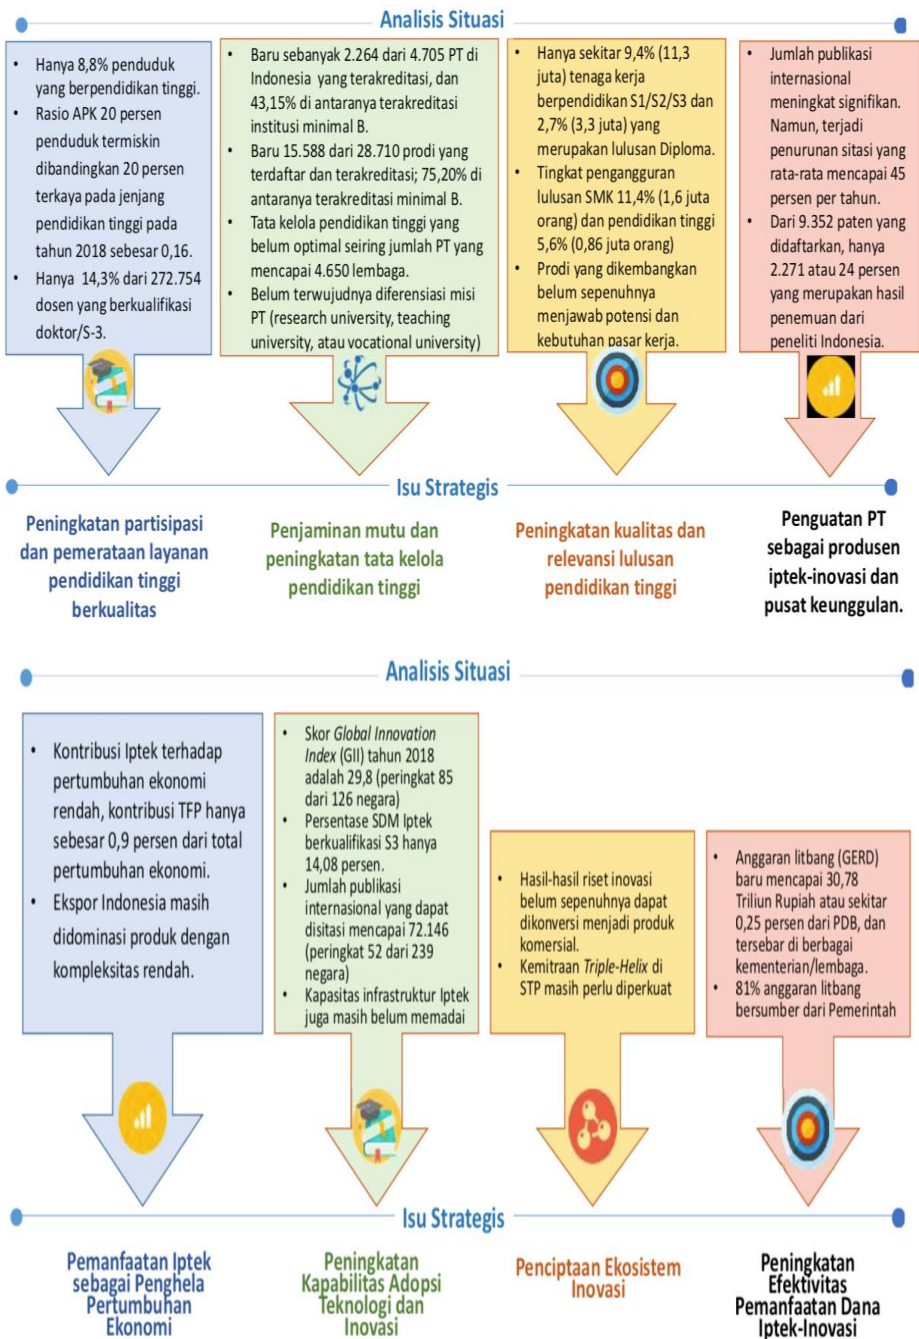 Analisis Situasi
• Hanya 8,8% penduduk
yang berpendidikan tinggi.
• Rasio APK 20 persen
penduduk termiskin
dibandingkan 20 persen
terkaya pada jenjang
pendidikan tinggi pada
tahun 2018 sebesar 0,16.
• Hanya 14,3% dari 272.754
dosen yang berkualifikasi
doktor/S-3.
• Baru sebanyak 2.264 dari 4.705 PT di
Indonesia yang terakreditasi, dan
43,15% di antaranya terakreditasi
institusi minimal B.
• Baru 15.588 dari 28.710 prodi yang
terdaftar dan terakreditasi; 75,20% di
antaranya terakreditasi minimal B.
• Tata kelola pendidikan tinggi yang
belum optimal seiring jumlah PT yang
mencapai 4.650 lembaga.
• Belum terwujudnya diferensiasi misi
PT (research university, teaching
university, atau vocational university)
• Hanya sekitar 9,4% (11,3
juta) tenaga kerja
berpendidikan S1/S2/S3 dan
2,7% (3,3 juta) yang
merupakan lulusan Diploma.
• Tingkat pengangguran
lulusan SMK 11,4% (1,6 juta
orang) dan pendidikan tinggi
5,6% (0,86 juta orang)
• Prodi yang dikembangkan
belum sepenuhnya
menjawab potensi dan
kebutuhan pasar kerja.
• Jumlah publikasi
internasional
meningkat signifikan.
Namun, terjadi
penurunan sitasi yang
rata-rata mencapai 45
persen per tahun.
• Dari 9.352 paten yang
didaftarkan, hanya
2.271 atau 24 persen
yang merupakan hasil
penemuan dari
peneliti Indonesia.
Isu Strategis
Peningkatan partisipasi
dan pemerataan layanan
pendidikan tinggi
berkualitas
Penjaminan mutu dan
peningkatan tata kelola
pendidikan tinggi
Peningkatan kualitas dan
relevansi lulusan
pendidikan tinggi
Penguatan PT
sebagai produsen
iptek-inovasi dan
pusat keunggulan.
Analisis Situasi
• Kontribusi Iptek terhadap
pertumbuhan ekonomi
rendah, kontribusi TFP hanya
sebesar 0,9 persen dari total
pertumbuhan ekonomi.
• Ekspor Indonesia masih
didominasi produk dengan
kompleksitas rendah.
• Skor Global Innovation
Index (GII) tahun 2018
adalah 29,8 (peringkat 85
dari 126 negara)
• Persentase SDM Iptek
berkualifikasi S3 hanya
14,08 persen.
• Jumlah publikasi
internasional yang dapat
disitasi mencapai 72.146
(peringkat 52 dari 239
negara)
• Kapasitas infrastruktur Iptek
juga masih belum memadai
• Hasil-hasil riset inovasi
belum sepenuhnya dapat
dikonversi menjadi produk
komersial.
• Kemitraan Triple-Helix di
STP masih perlu diperkuat
• Anggaran litbang (GERD)
baru mencapai 30,78
Triliun Rupiah atau sekitar
0,25 persen dari PDB, dan
tersebar di berbagai
kementerian/lembaga.
• 81% anggaran litbang
bersumber dari Pemerintah
Isu Strategis
Pemanfaatan Iptek
sebagai Penghela
Pertumbuhan
Ekonomi
Peningkatan
Kapabilitas Adopsi
Teknologi dan
Inovasi
Penciptaan Ekosistem
Inovasi
Peningkatan
Efektivitas
Pemanfaatan Dana
Iptek-Inovasi